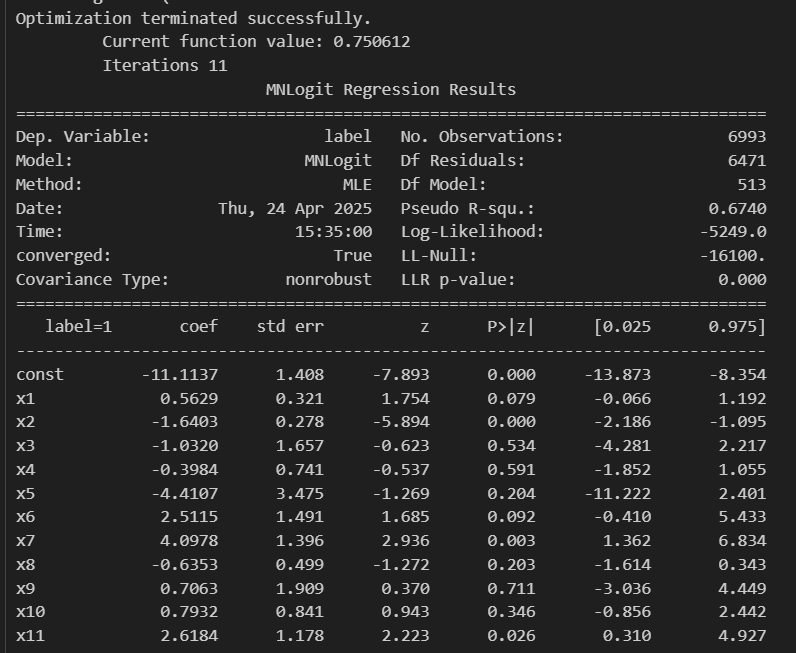 Optimization terminated successfully.
Current function value: 0.750612
Iterations 11
MNLogit Regression Results
==============================================================================
Dep. Variable: label No. Observations: 6993
Model: MNLogit Df Residuals: 6471
Method: MLE Df Model: 513
Date: Thu, 24 Apr 2025 Pseudo R-squ.: 0.6740
Time: 15:35:00 Log-Likelihood: -5249.0
converged: True LL-Null: -16100.
Covariance Type: nonrobust LLR p-value: 0.000
==============================================================================
label=1 coef std err z P>|z| [0.025 0.975]
------------------------------------------------------------------------------
const -11.1137 1.408 -7.893 0.000 -13.873 -8.354
x1 0.5629 0.321 1.754 0.079 -0.066 1.192
x2 -1.6403 0.278 -5.894 0.000 -2.186 -1.095
x3 -1.0320 1.657 -0.623 0.534 -4.281 2.217
x4 -0.3984 0.741 -0.537 0.591 -1.852 1.055
x5 -4.4107 3.475 -1.269 0.204 -11.222 2.401
x6 2.5115 1.491 1.685 0.092 -0.410 5.433
x7 4.0978 1.396 2.936 0.003 1.362 6.834
x8 -0.6353 0.499 -1.272 0.203 -1.614 0.343
x9 0.7063 1.909 0.370 0.711 -3.036 4.449
x10 0.7932 0.841 0.943 0.346 -0.856 2.442
x11 2.6184 1.178 2.223 0.026 0.310 4.927